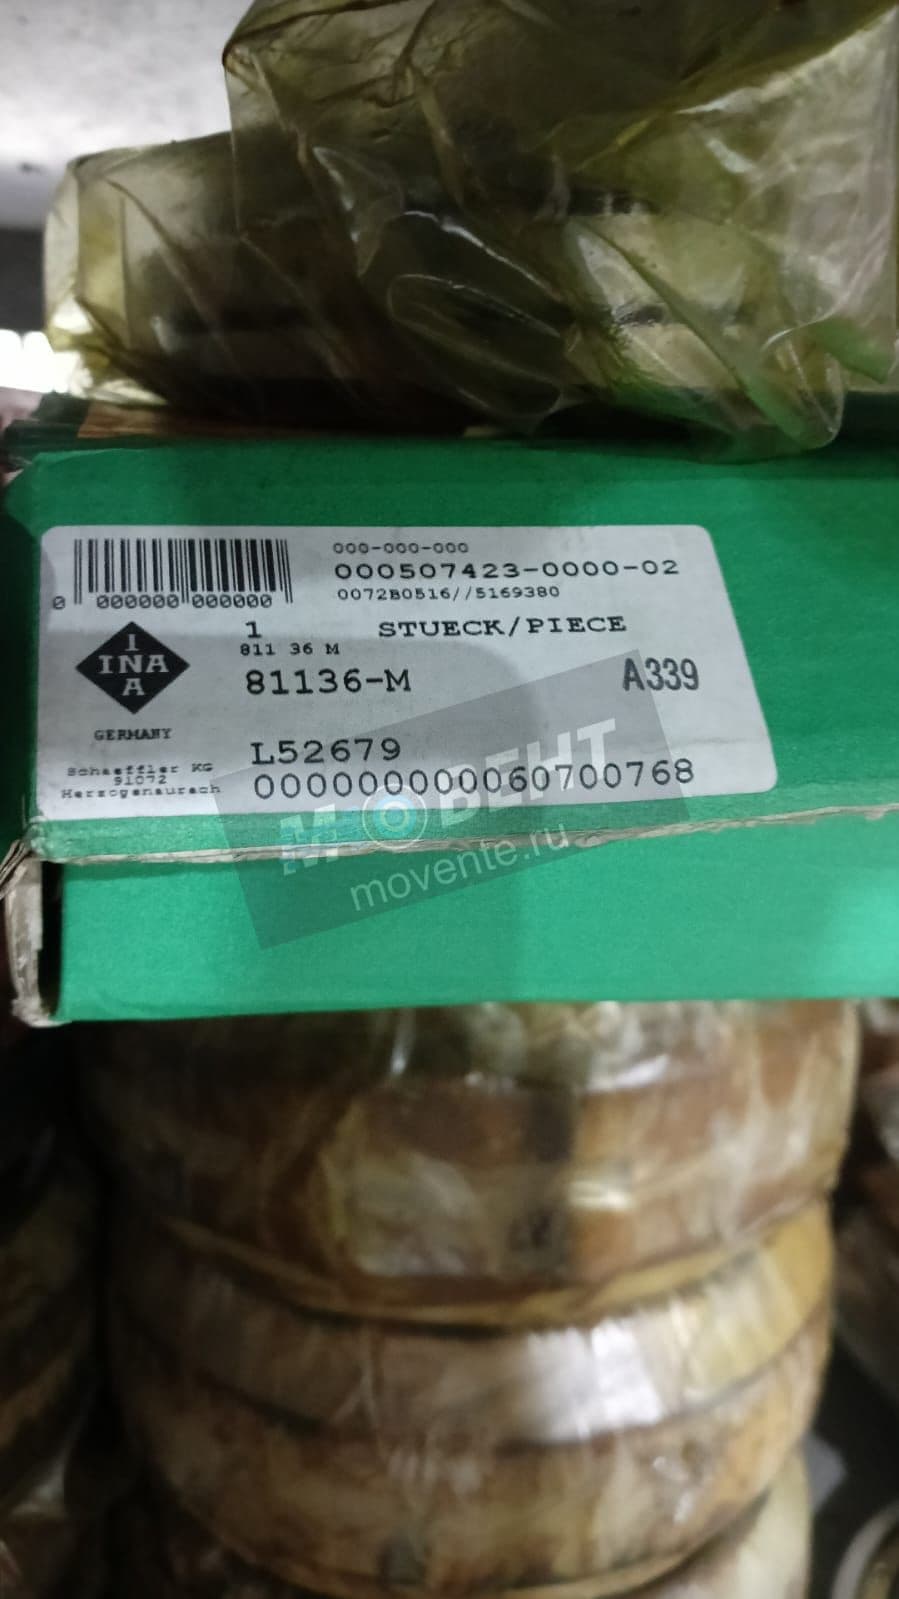 000-000-000
000507423-0000-02
0072B0516//5169380
0 000000 000000
1 STUECK/PIECE
811 36 M
81136-M A339
I
INA
A
GERMANY
Schaeffler KG
91072
Herzogenaurach
L52679
000000000060700768
МОВЕНТ
movente.ru